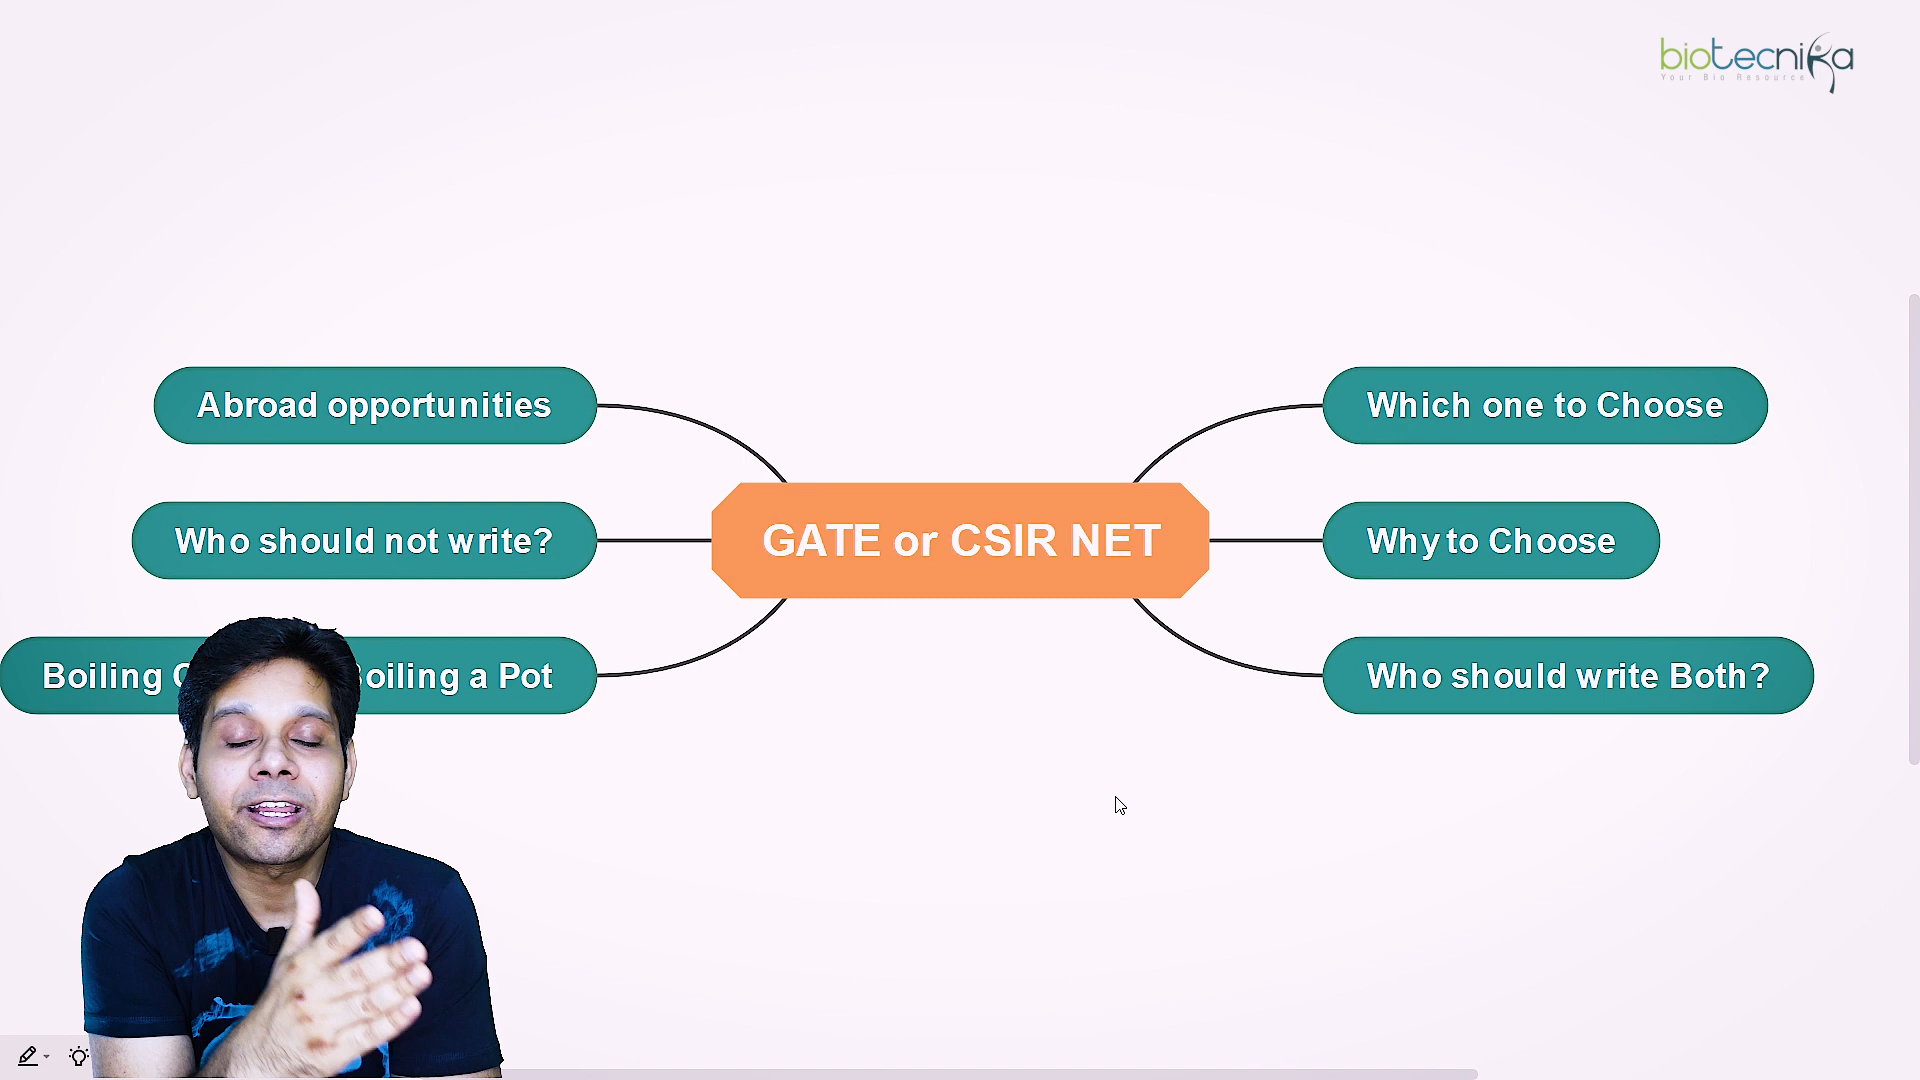 biotecnika
Your Bio Resource
Abroad opportunities
Who should not write?
Boiling oiling a Pot
GATE or CSIR NET
Which one to Choose
Why to Choose
Who should write Both?